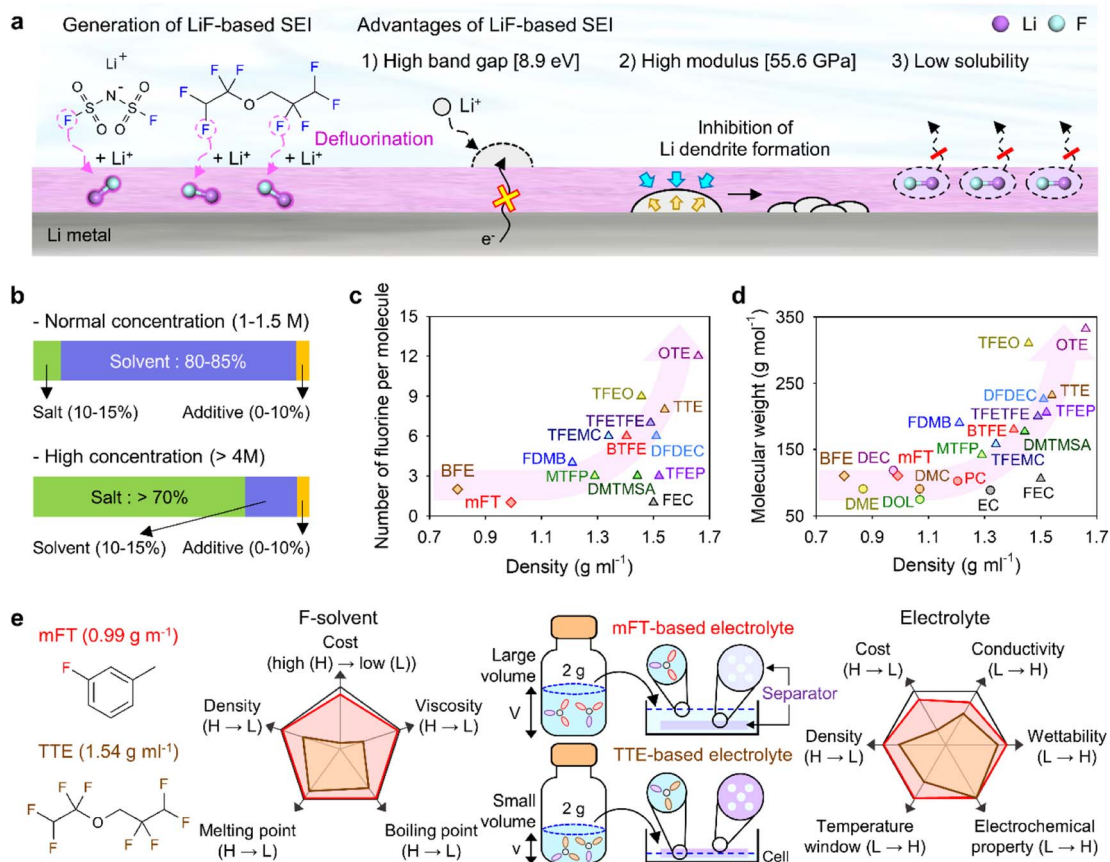 a
Generation of LiF-based SEI
Advantages of LiF-based SEI
Li
F
1) High band gap [8.9 eV]
2) High modulus [55.6 GPa]
3) Low solubility
Li+
F
S
N-
S
F
O
O
O
O
F
F
F
F
F
F
F
F
O
Li+
Defluorination
+ Li+
+ Li+
+ Li+
Inhibition of
Li dendrite formation
Li metal
e-
b
- Normal concentration (1-1.5 M)
Solvent : 80-85%
Salt (10-15%)
Additive (0-10%)
- High concentration (> 4M)
Salt : > 70%
Solvent (10-15%)
Additive (0-10%)
c
Number of fluorine per molecule
15
12
9
6
3
0
OTE
TFEO
TTE
TFETFE
TFEMC
BTFE
DFDEC
FDMB
MTFP
TFEP
DMTMSA
BFE
mFT
FEC
0.7
0.9
1.1
1.3
1.5
1.7
Density (g ml⁻¹)
d
Molecular weight (g mol⁻¹)
350
250
150
50
OTE
TFEO
DFDEC
TTE
TFETFE
TFEP
FDMB
BTFE
DMTMSA
MTFP
TFEMC
BFE
DEC
mFT
DMC
PC
FEC
DME
DOL
EC
0.7
0.9
1.1
1.3
1.5
1.7
Density (g ml⁻¹)
e
mFT (0.99 g m⁻¹)
F
TTE (1.54 g ml⁻¹)
F
F
F
F
F
F
F
F
O
F-solvent
Cost
(high (H) → low (L))
Density
(H → L)
Viscosity
(H → L)
Melting point
(H → L)
Boiling point
(H → L)
mFT-based electrolyte
Large
volume
2 g
V
Separator
TTE-based electrolyte
Small
volume
2 g
v
Cell
Electrolyte
Cost
(H → L)
Conductivity
(L → H)
Density
(H → L)
Wettability
(L → H)
Temperature
window (L → H)
Electrochemical
property (L → H)